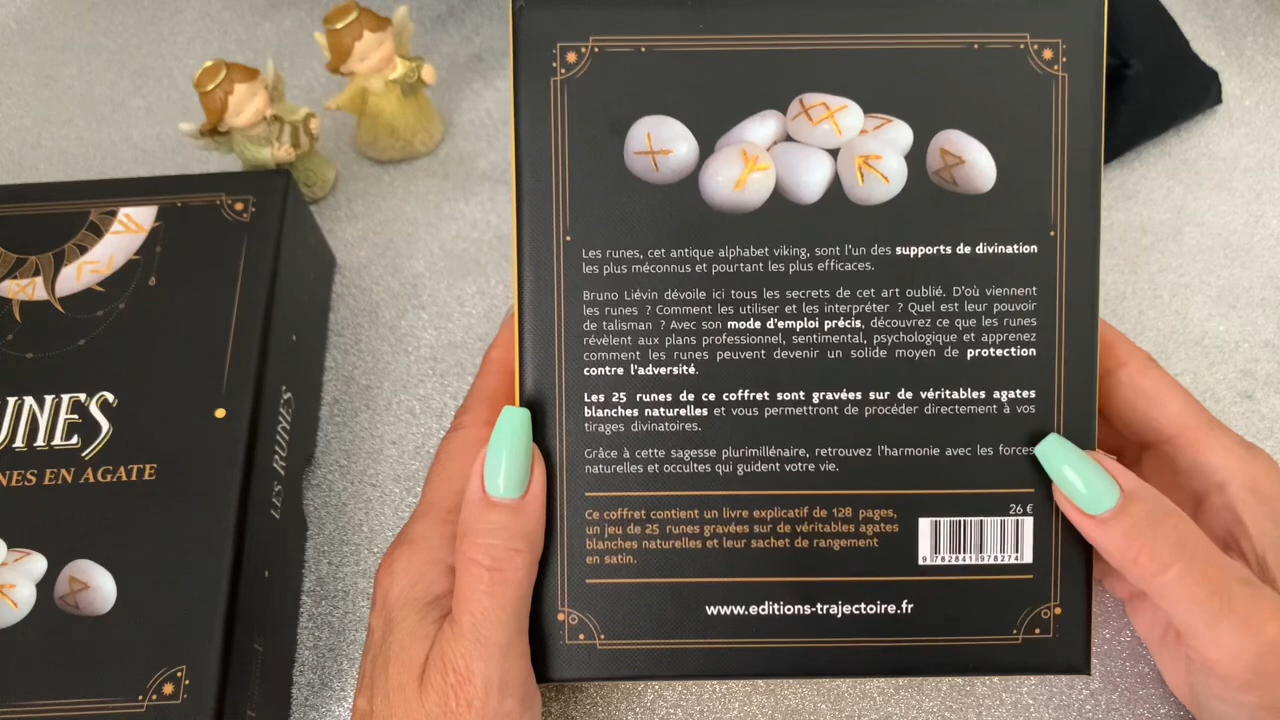 Les runes, cet antique alphabet viking, sont l'un des supports de divination
les plus méconnus et pourtant les plus efficaces.
Bruno Liévin dévoile ici tous les secrets de cet art oublié. D'où viennent
les runes ? Comment les utiliser et les interpréter ? Quel est leur pouvoir
de talisman ? Avec son mode d'emploi précis, découvrez ce que les runes
révèlent aux plans professionnel, sentimental, psychologique et apprenez
comment les runes peuvent devenir un solide moyen de protection
contre l'adversité.
Les 25 runes de ce coffret sont gravées sur de véritables agates
blanches naturelles et vous permettront de procéder directement à vos
tirages divinatoires.
Grâce à cette sagesse plurimillénaire, retrouvez l'harmonie avec les forces
naturelles et occultes qui guident votre vie.
Ce coffret contient un livre explicatif de 128 pages,
un jeu de 25 runes gravées sur de véritables agates
blanches naturelles et leur sachet de rangement
en satin.
26 €
9 782841 978274
www.editions-trajectoire.fr
UNES
NES EN AGATE
LES RUNES